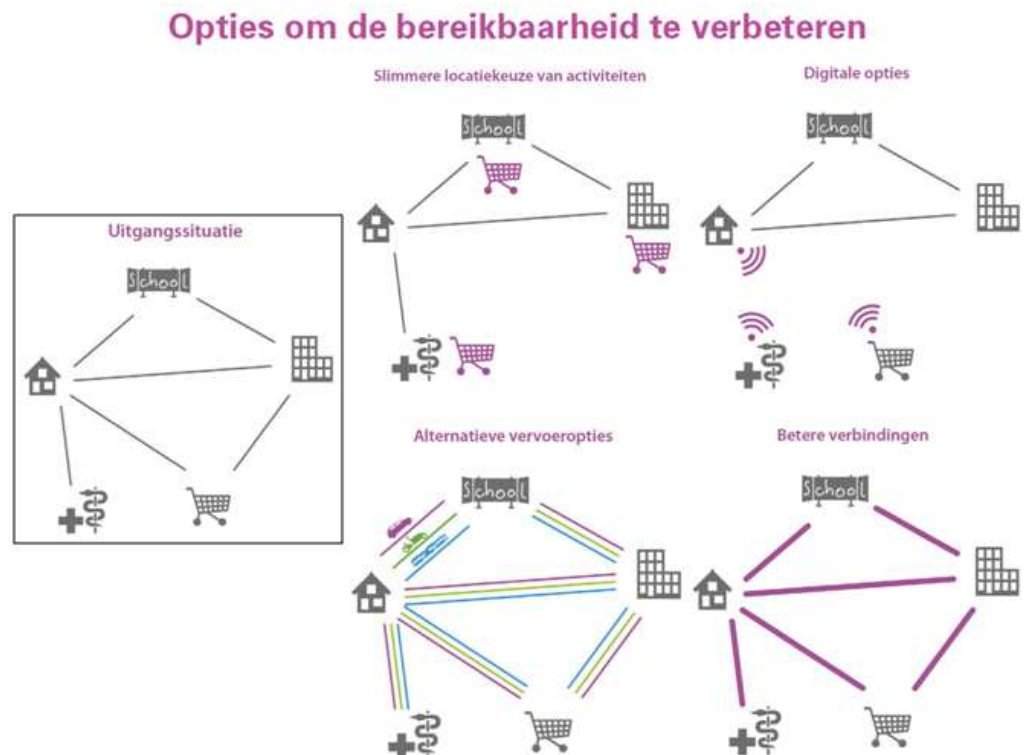 Opties om de bereikbaarheid te verbeteren
Slimmere locatiekeuze van activiteiten
Digitale opties
School
School
Uitgangssituatie
School
Alternatieve vervoeropties
Betere verbindingen
School
School